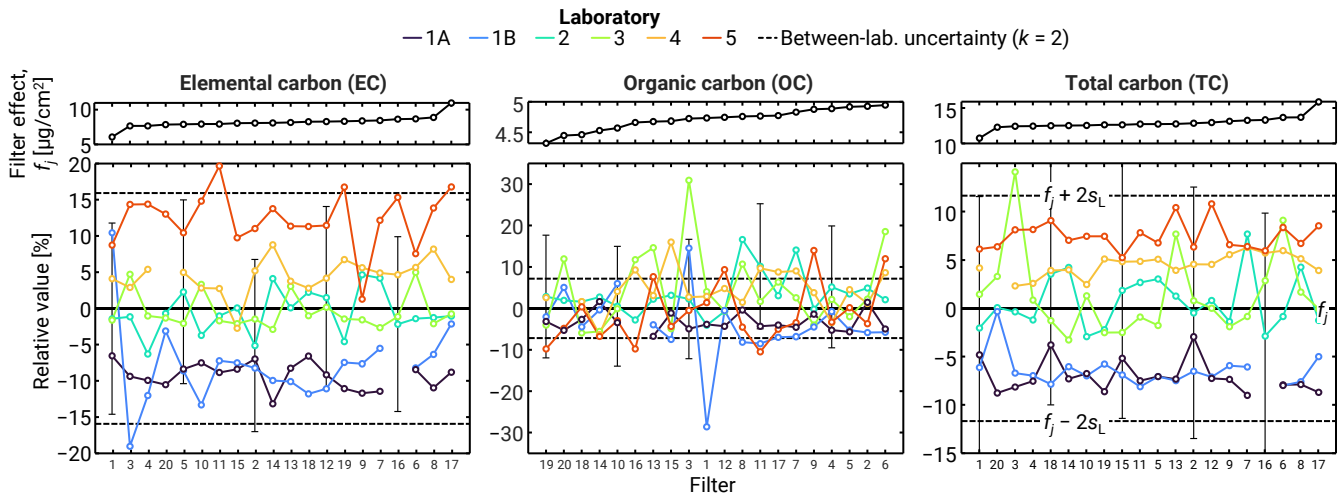 Laboratory
1A 1B 2 3 4 5 Between-lab. uncertainty (k = 2)
Elemental carbon (EC) Organic carbon (OC) Total carbon (TC)
Filter effect,
f_j [µg/cm²]
10
5
5
4.5
15
10
Relative value [%]
20
15
10
5
0
−5
−10
−15
−20
1 3 4 20 5 10 11 15 2 14 13 18 12 19 9 7 16 6 8 17
40
30
20
10
0
−10
−20
−30
19 20 18 14 10 16 13 15 3 1 12 8 11 17 7 9 4 5 2 6
15
10
5
0
−5
−10
−15
f_j + 2s_L
f_j
f_j − 2s_L
1 20 3 4 18 14 10 19 15 11 5 13 2 12 9 7 16 6 8 17
Filter